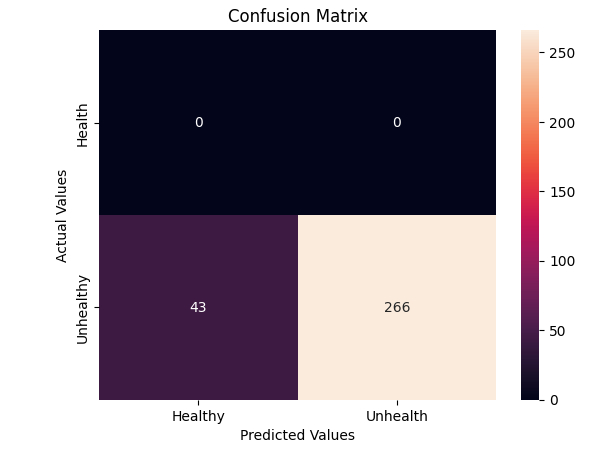 Confusion Matrix
Actual Values
Health
Unhealthy
0
0
43
266
Healthy
Unhealth
Predicted Values
250
200
150
100
50
0